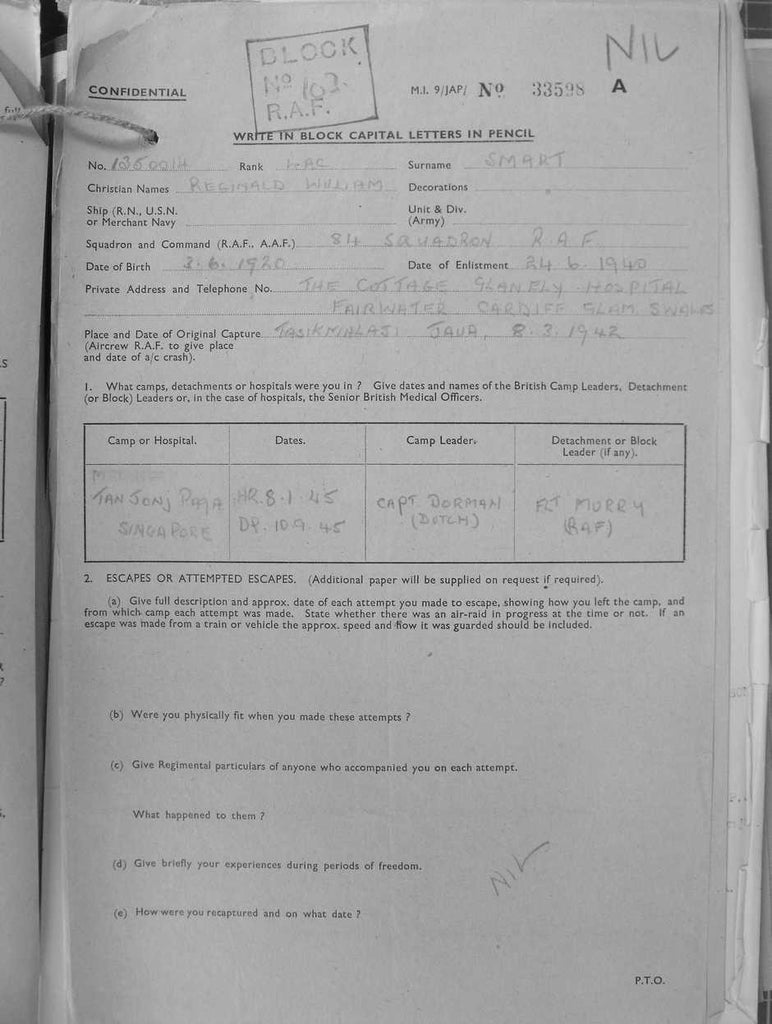 BLOCK
Nº 102
R.A.F.
NIL
CONFIDENTIAL
M.I. 9/JAP/ Nº 33598 A
WRITE IN BLOCK CAPITAL LETTERS IN PENCIL
No. 1350014 Rank LAC Surname SMART
Christian Names REGINALD WILLIAM Decorations
Ship (R.N., U.S.N. Unit & Div.
or Merchant Navy (Army)
Squadron and Command (R.A.F., A.A.F.) 84 SQUADRON R.A.F
Date of Birth 3.6.1920 Date of Enlistment 24 6 1940
Private Address and Telephone No. THE COTTAGE GLANELY HOSPITAL
FAIRWATER CARDIFF GLAM SWALES
Place and Date of Original Capture TASIKMALAJ JAVA, 8.3.1942
(Aircrew R.A.F. to give place
and date of a/c crash).
1. What camps, detachments or hospitals were you in ? Give dates and names of the British Camp Leaders, Detachment
(or Block) Leaders or, in the case of hospitals, the Senior British Medical Officers.
Camp or Hospital. Dates. Camp Leader. Detachment or Block
Leader (if any).
TANJONJ PAGA AR.8.1.45 CAPT DORMAN FLT MURRY
SINGAPORE DP.10.9.45 (DUTCH) (RAF)
2. ESCAPES OR ATTEMPTED ESCAPES. (Additional paper will be supplied on request if required).
(a) Give full description and approx. date of each attempt you made to escape, showing how you left the camp, and
from which camp each attempt was made. State whether there was an air-raid in progress at the time or not. If an
escape was made from a train or vehicle the approx. speed and how it was guarded should be included.
(b) Were you physically fit when you made these attempts ?
(c) Give Regimental particulars of anyone who accompanied you on each attempt.
What happened to them ?
(d) Give briefly your experiences during periods of freedom.
NIL
(e) How were you recaptured and on what date ?
P.T.O.